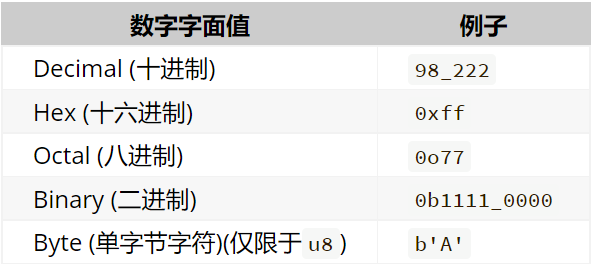 数字字面值 例子
Decimal (十进制) 98_222
Hex (十六进制) 0xff
Octal (八进制) 0o77
Binary (二进制) 0b1111_0000
Byte (单字节字符)(仅限于 u8 ) b'A'